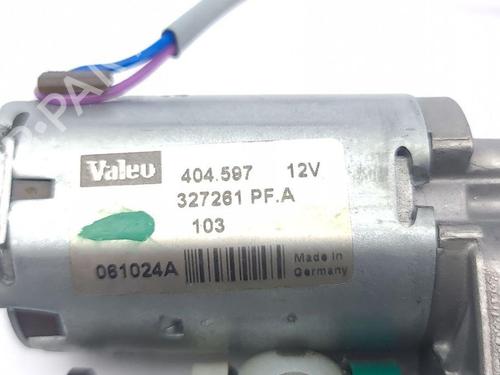 Valeo 404.597 12V
327261 PF.A
103
061024A Made in Germany